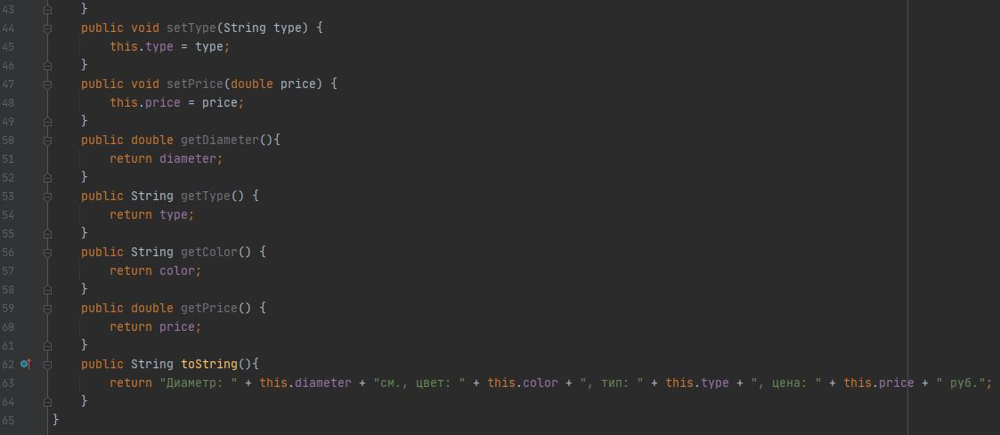 43 }
44 public void setType(String type) {
45 this.type = type;
46 }
47 public void setPrice(double price) {
48 this.price = price;
49 }
50 public double getDiameter(){
51 return diameter;
52 }
53 public String getType() {
54 return type;
55 }
56 public String getColor() {
57 return color;
58 }
59 public double getPrice() {
60 return price;
61 }
62 public String toString(){
63 return "Диаметр: " + this.diameter + "см., цвет: " + this.color + ", тип: " + this.type + ", цена: " + this.price + " руб.";
64 }
65 }